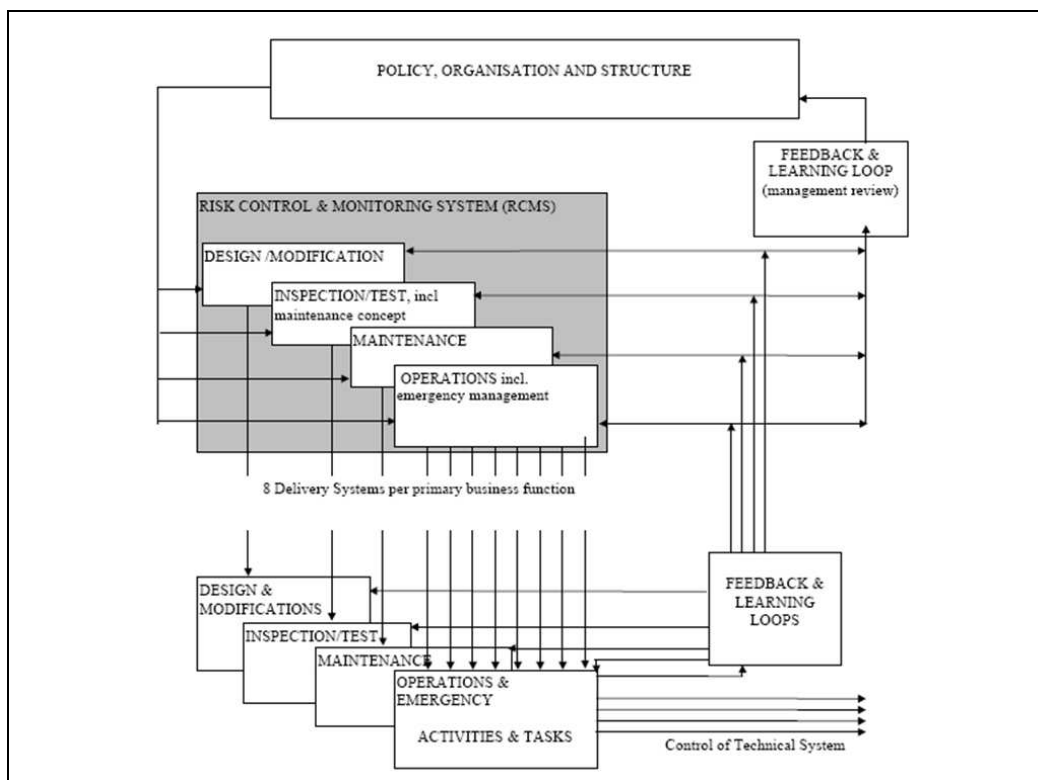 POLICY, ORGANISATION AND STRUCTURE
FEEDBACK &
LEARNING LOOP
(management review)
RISK CONTROL & MONITORING SYSTEM (RCMS)
DESIGN /MODIFICATION
INSPECTION/TEST, incl
maintenance concept
MAINTENANCE
OPERATIONS incl.
emergency management
8 Delivery Systems per primary business function
DESIGN &
MODIFICATIONS
INSPECTION/TEST
MAINTENANCE
OPERATIONS &
EMERGENCY
ACTIVITIES & TASKS
FEEDBACK &
LEARNING
LOOPS
Control of Technical System